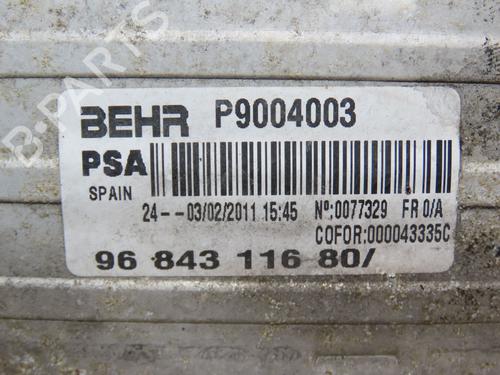 B-PARTS
BEHR P9004003
PSA
SPAIN
24--03/02/2011 15:45 Nº:0077329 FR 0/A
COFOR:000043335C
96 843 116 80/